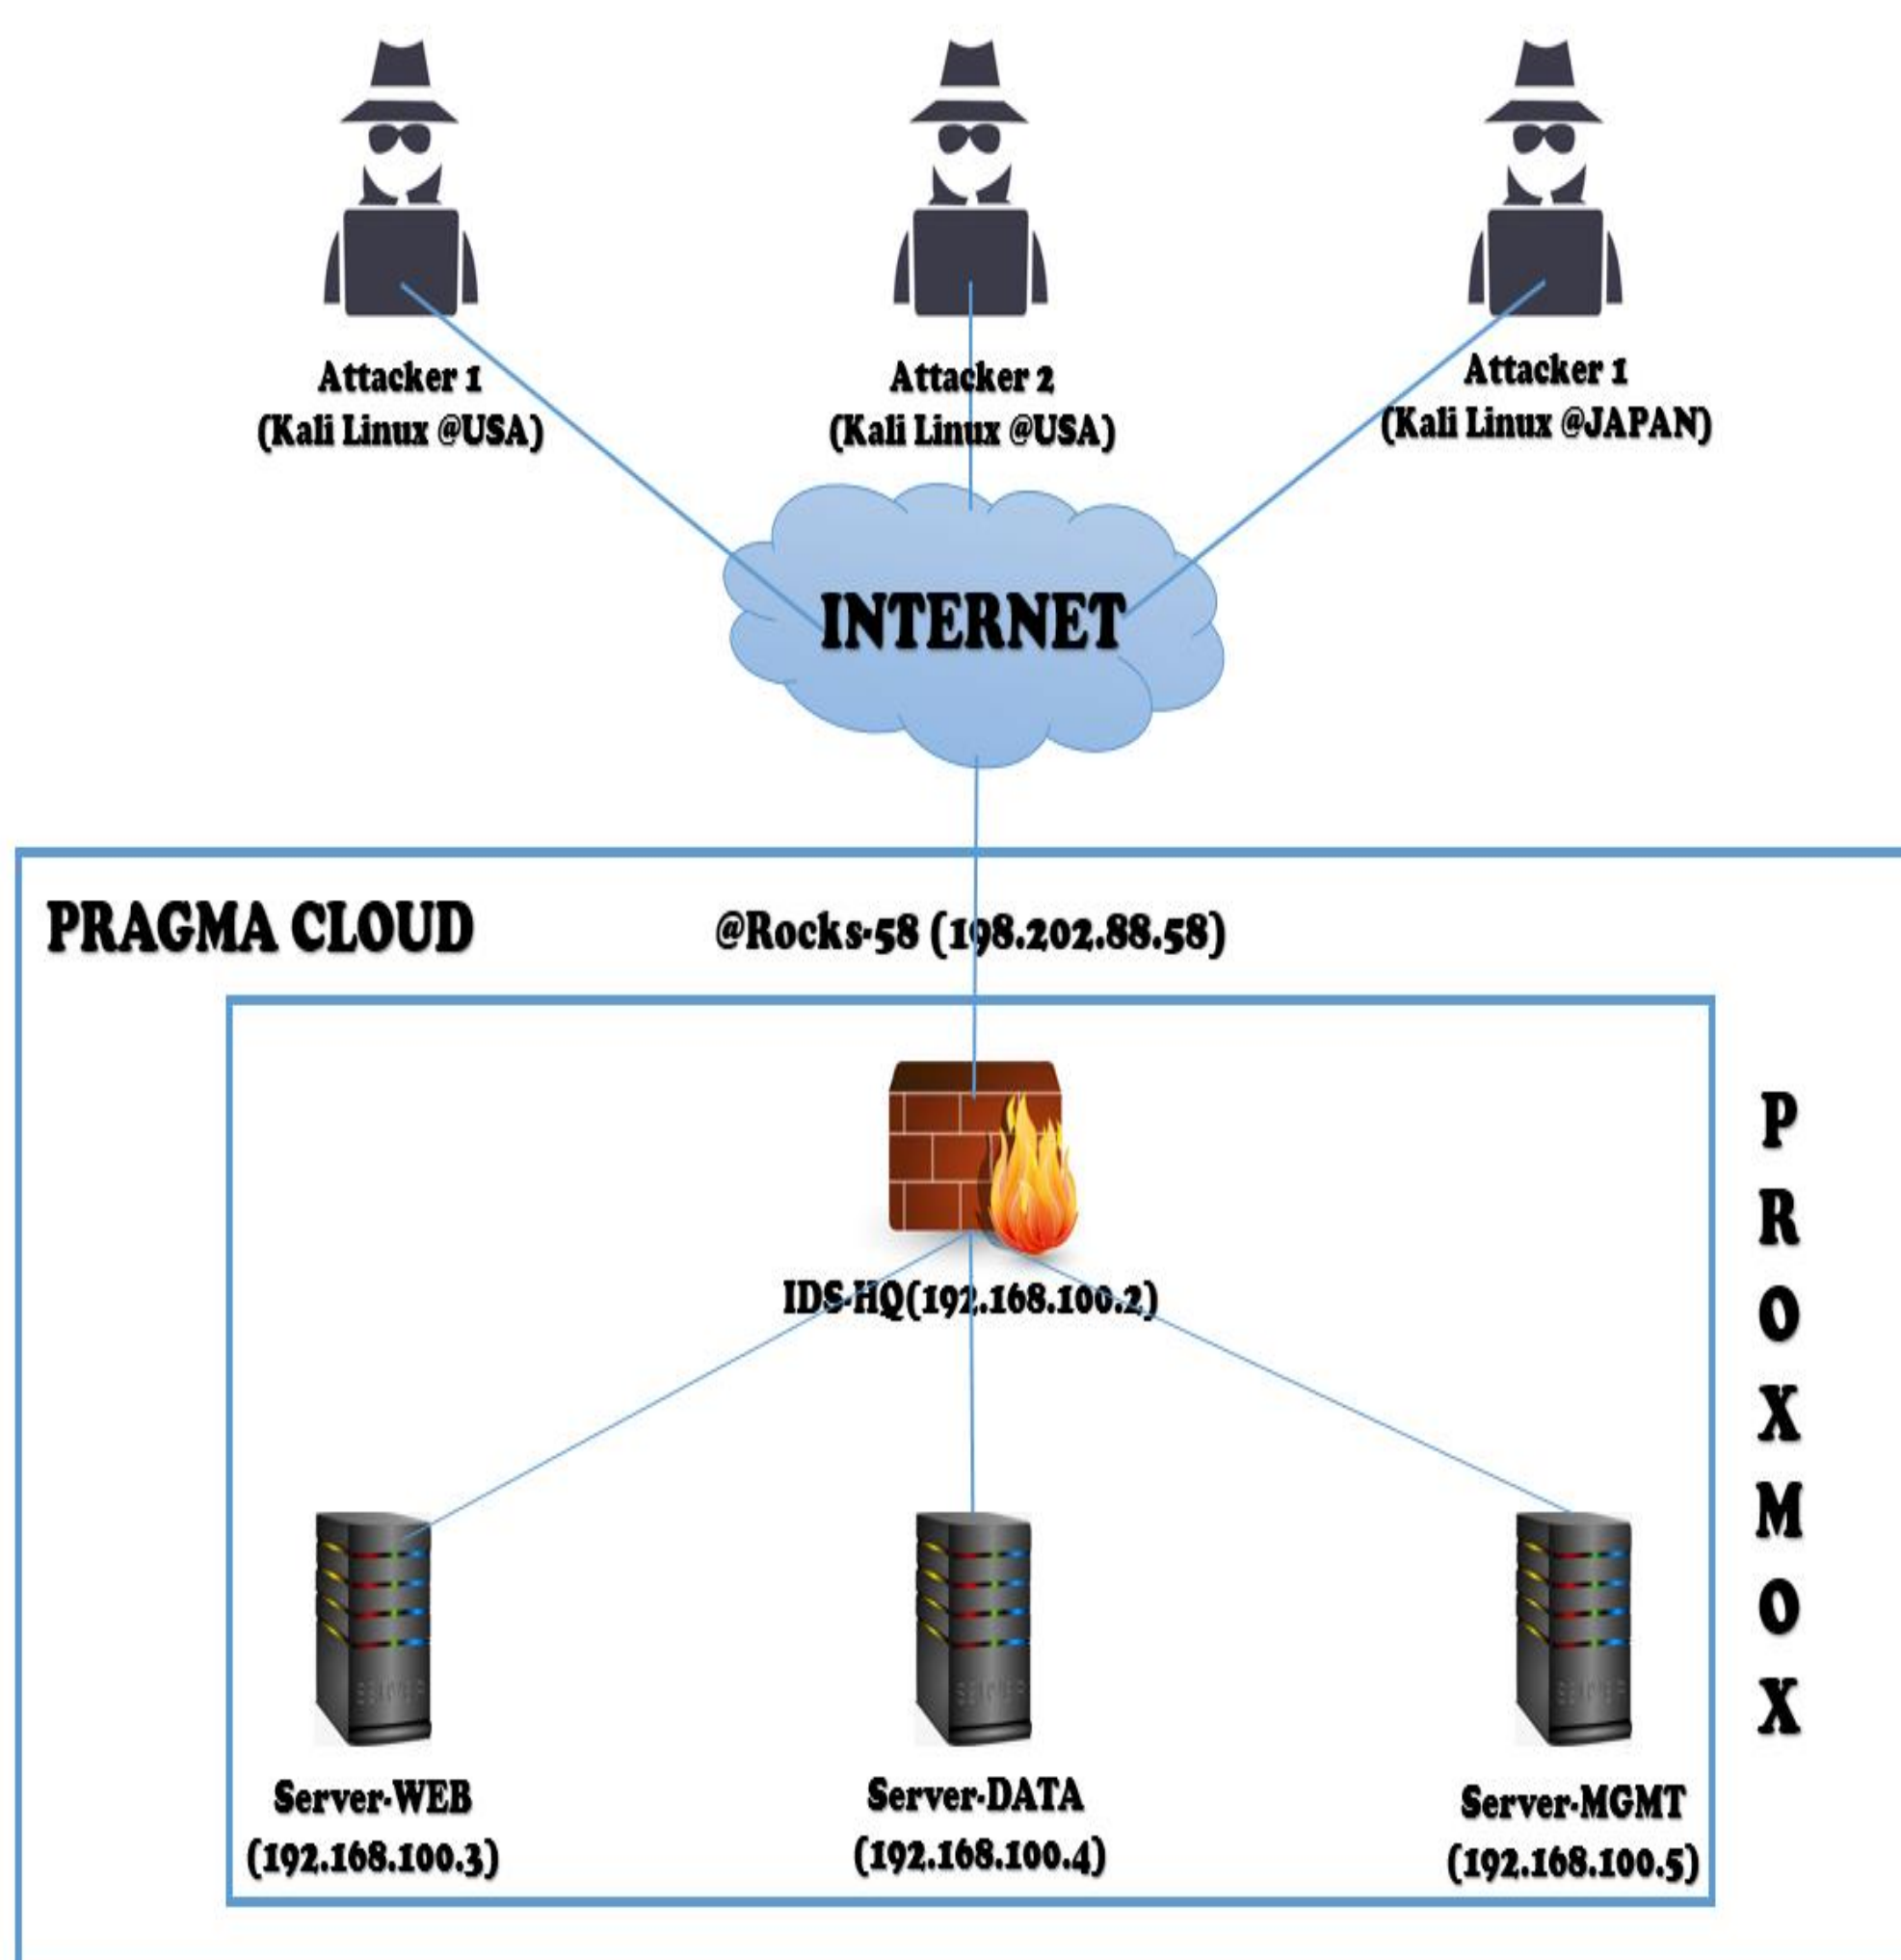 Attacker 1
(Kali Linux @USA)
Attacker 2
(Kali Linux @USA)
Attacker 1
(Kali Linux @JAPAN)
INTERNET
PRAGMA CLOUD
@Rocks-58 (198.202.88.58)
IDS-HQ(192.168.100.2)
PROXMOX
Server-WEB
(192.168.100.3)
Server-DATA
(192.168.100.4)
Server-MGMT
(192.168.100.5)